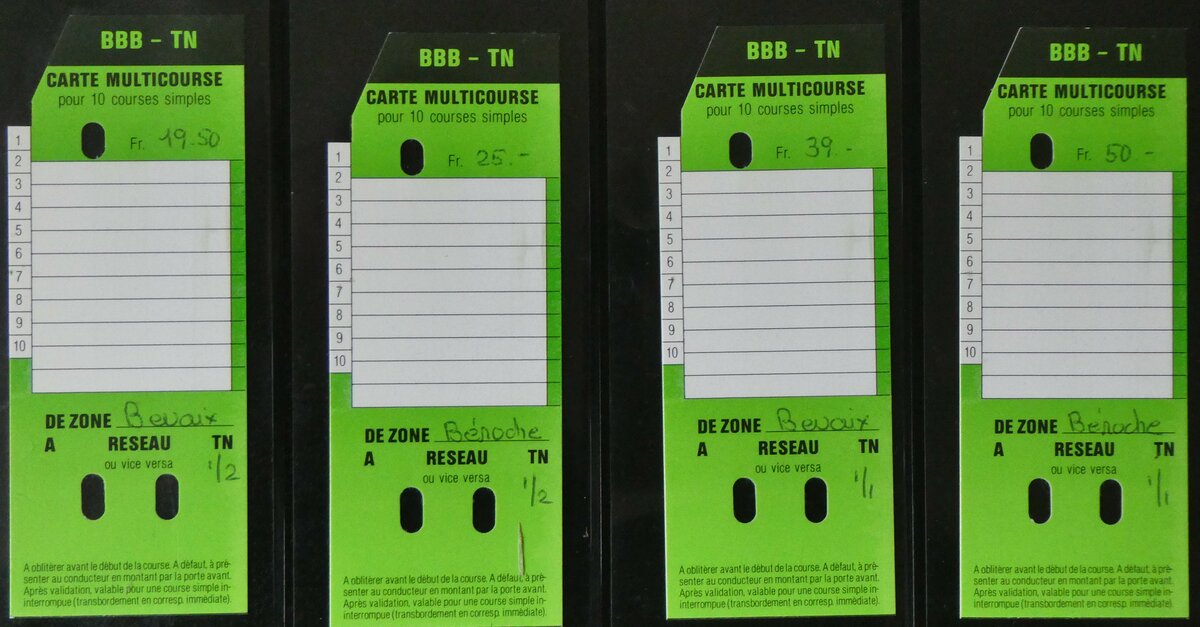 BBB - TN
CARTE MULTICOURSE
pour 10 courses simples
Fr. 19.50
1
2
3
4
5
6
7
8
9
10
DE ZONE Bevaix
A RESEAU TN
ou vice versa 1/2
A oblitérer avant le début de la course. A défaut, à pré-
senter au conducteur en montant par la porte avant.
Après validation, valable pour une course simple in-
interrompue (transbordement en corresp. immédiate).
BBB - TN
CARTE MULTICOURSE
pour 10 courses simples
Fr. 25.-
1
2
3
4
5
6
7
8
9
10
DE ZONE Béroche
A RESEAU TN
ou vice versa 1/2
A oblitérer avant le début de la course. A défaut, à pré-
senter au conducteur en montant par la porte avant.
Après validation, valable pour une course simple in-
interrompue (transbordement en corresp. immédiate).
BBB - TN
CARTE MULTICOURSE
pour 10 courses simples
Fr. 39.-
1
2
3
4
5
6
7
8
9
10
DE ZONE Bevaix
A RESEAU TN
ou vice versa 1/1
A oblitérer avant le début de la course. A défaut, à pré-
senter au conducteur en montant par la porte avant.
Après validation, valable pour une course simple in-
interrompue (transbordement en corresp. immédiate).
BBB - TN
CARTE MULTICOURSE
pour 10 courses simples
Fr. 50 -
1
2
3
4
5
6
7
8
9
10
DE ZONE Béroche
A RESEAU TN
ou vice versa 1/1
A oblitérer avant le début de la course. A défaut, à pré-
senter au conducteur en montant par la porte avant.
Après validation, valable pour une course simple in-
interrompue (transbordement en corresp. immédiate).